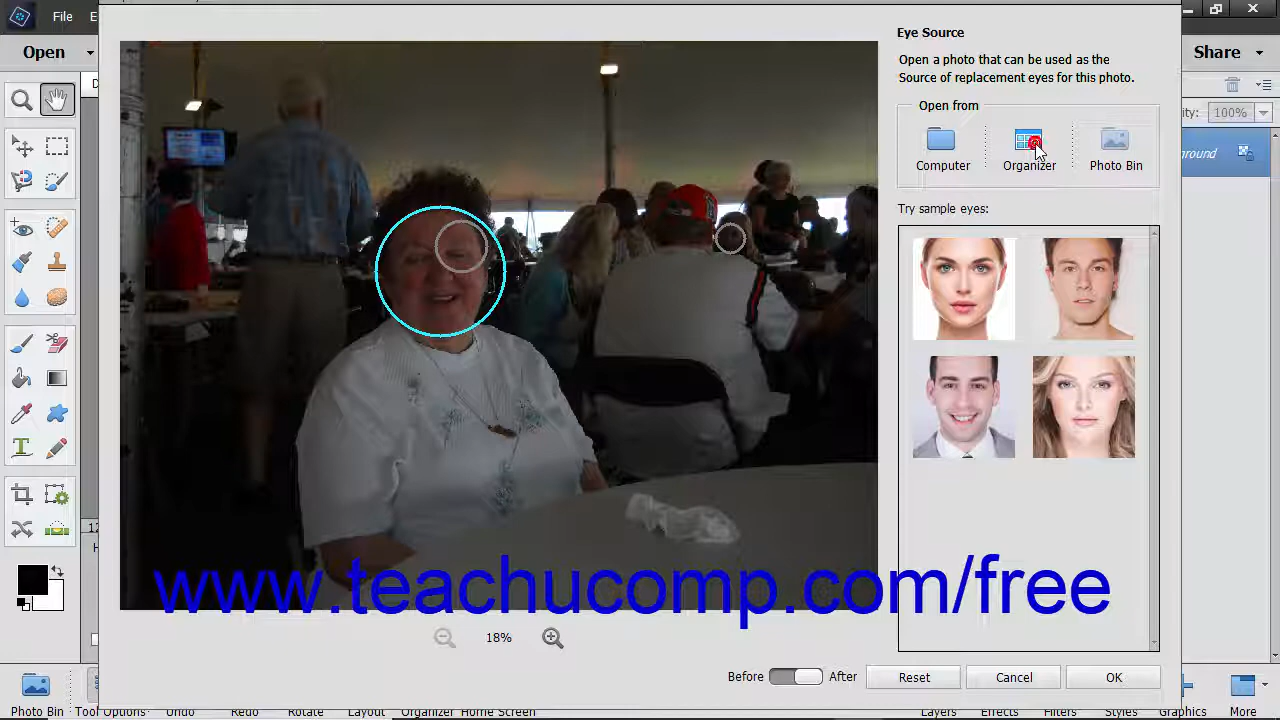 File
E
Open
Share
D
Eye Source
Open a photo that can be used as the
Source of replacement eyes for this photo.
Open from
Computer
Organizer
Photo Bin
ity: 100%
round
Try sample eyes:
www.teachucomp.com/free
18%
Before
After
Reset
Cancel
OK
Photo Bin
Tool Options
Undo
Redo
Rotate
Layout
Organizer
Home Screen
Layers
Effects
Filters
Styles
Graphics
More